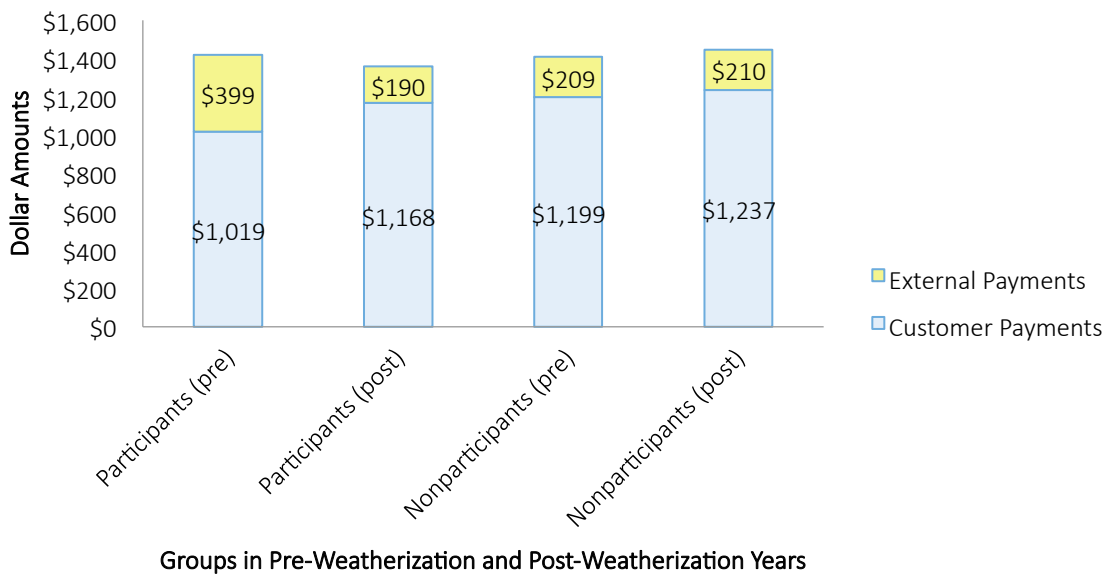 $1,600
$1,400
$1,200
$1,000
$800
$600
$400
$200
$0
Dollar Amounts
$399
$190
$209
$210
$1,019
$1,168
$1,199
$1,237
External Payments
Customer Payments
Participants (pre)
Participants (post)
Nonparticipants (pre)
Nonparticipants (post)
Groups in Pre-Weatherization and Post-Weatherization Years